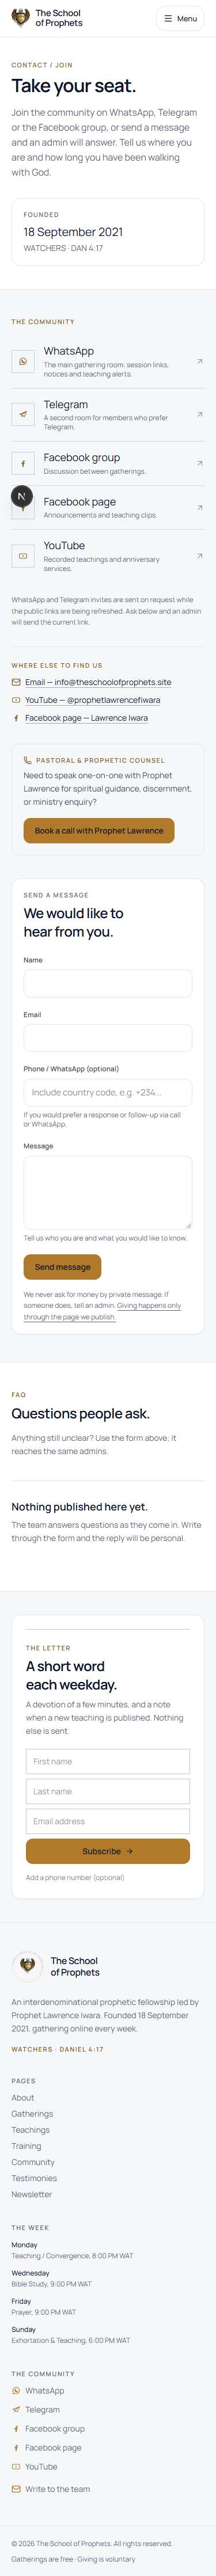 The School
of Prophets
Menu
CONTACT / JOIN
Take your seat.
Join the community on WhatsApp, Telegram
or the Facebook group, or send a message
and an admin will answer. Tell us where you
are and how long you have been walking
with God.
FOUNDED
18 September 2021
WATCHERS · DAN 4:17
THE COMMUNITY
WhatsApp
The main gathering room: session links,
notices and teaching alerts.
Telegram
A second room for members who prefer
Telegram.
Facebook group
Discussion between gatherings.
N
Facebook page
Announcements and teaching clips.
YouTube
Recorded teachings and anniversary
services.
WhatsApp and Telegram invites are sent on request while
the public links are being refreshed. Ask below and an admin
will send the current link.
WHERE ELSE TO FIND US
Email — info@theschoolofprophets.site
YouTube — @prophetlawrencefiwara
Facebook page — Lawrence Iwara
PASTORAL & PROPHETIC COUNSEL
Need to speak one-on-one with Prophet
Lawrence for spiritual guidance, discernment,
or ministry enquiry?
Book a call with Prophet Lawrence
SEND A MESSAGE
We would like to
hear from you.
Name
Email
Phone / WhatsApp (optional)
Include country code, e.g. +234...
If you would prefer a response or follow-up via call
or WhatsApp.
Message
Tell us who you are and what you would like to know.
Send message
We never ask for money by private message. If
someone does, tell an admin. Giving happens only
through the page we publish.
FAQ
Questions people ask.
Anything still unclear? Use the form above; it
reaches the same admins.
Nothing published here yet.
The team answers questions as they come in. Write
through the form and the reply will be personal.
THE LETTER
A short word
each weekday.
A devotion of a few minutes, and a note
when a new teaching is published. Nothing
else is sent.
First name
Last name
Email address
Subscribe →
Add a phone number (optional)
The School
of Prophets
An interdenominational prophetic fellowship led by
Prophet Lawrence Iwara. Founded 18 September
2021, gathering online every week.
WATCHERS · DANIEL 4:17
PAGES
About
Gatherings
Teachings
Training
Community
Testimonies
Newsletter
THE WEEK
Monday
Teaching / Convergence, 8:00 PM WAT
Wednesday
Bible Study, 9:00 PM WAT
Friday
Prayer, 9:00 PM WAT
Sunday
Exhortation & Teaching, 6:00 PM WAT
THE COMMUNITY
WhatsApp
Telegram
Facebook group
Facebook page
YouTube
Write to the team
© 2026 The School of Prophets. All rights reserved.
Gatherings are free · Giving is voluntary